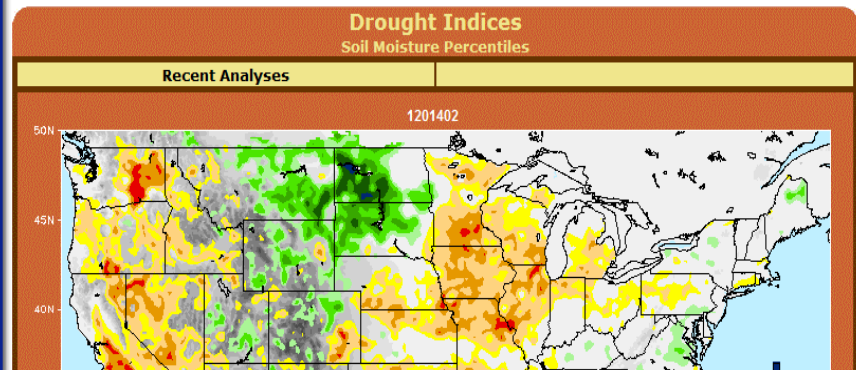 Drought Indices
Soil Moisture Percentiles
Recent Analyses
1201402
50N
45N
40N